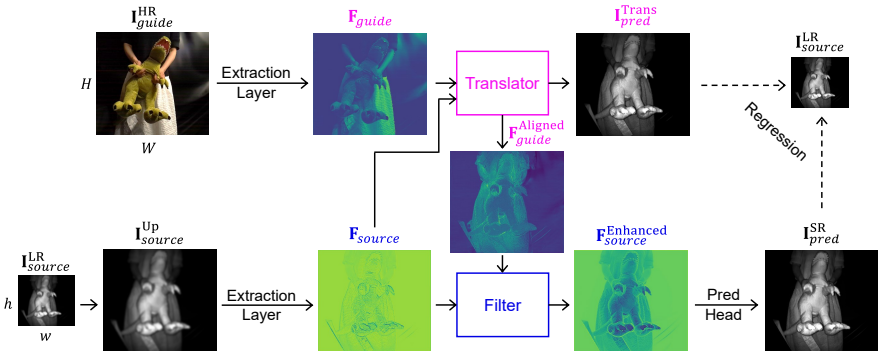 I^HR_guide
F_guide
I^Trans_pred
I^LR_source
H
Extraction
Layer
Translator
W
F^Aligned_guide
Regression
I^LR_source
I^Up_source
F_source
F^Enhanced_source
I^SR_pred
h
w
Extraction
Layer
Filter
Pred
Head